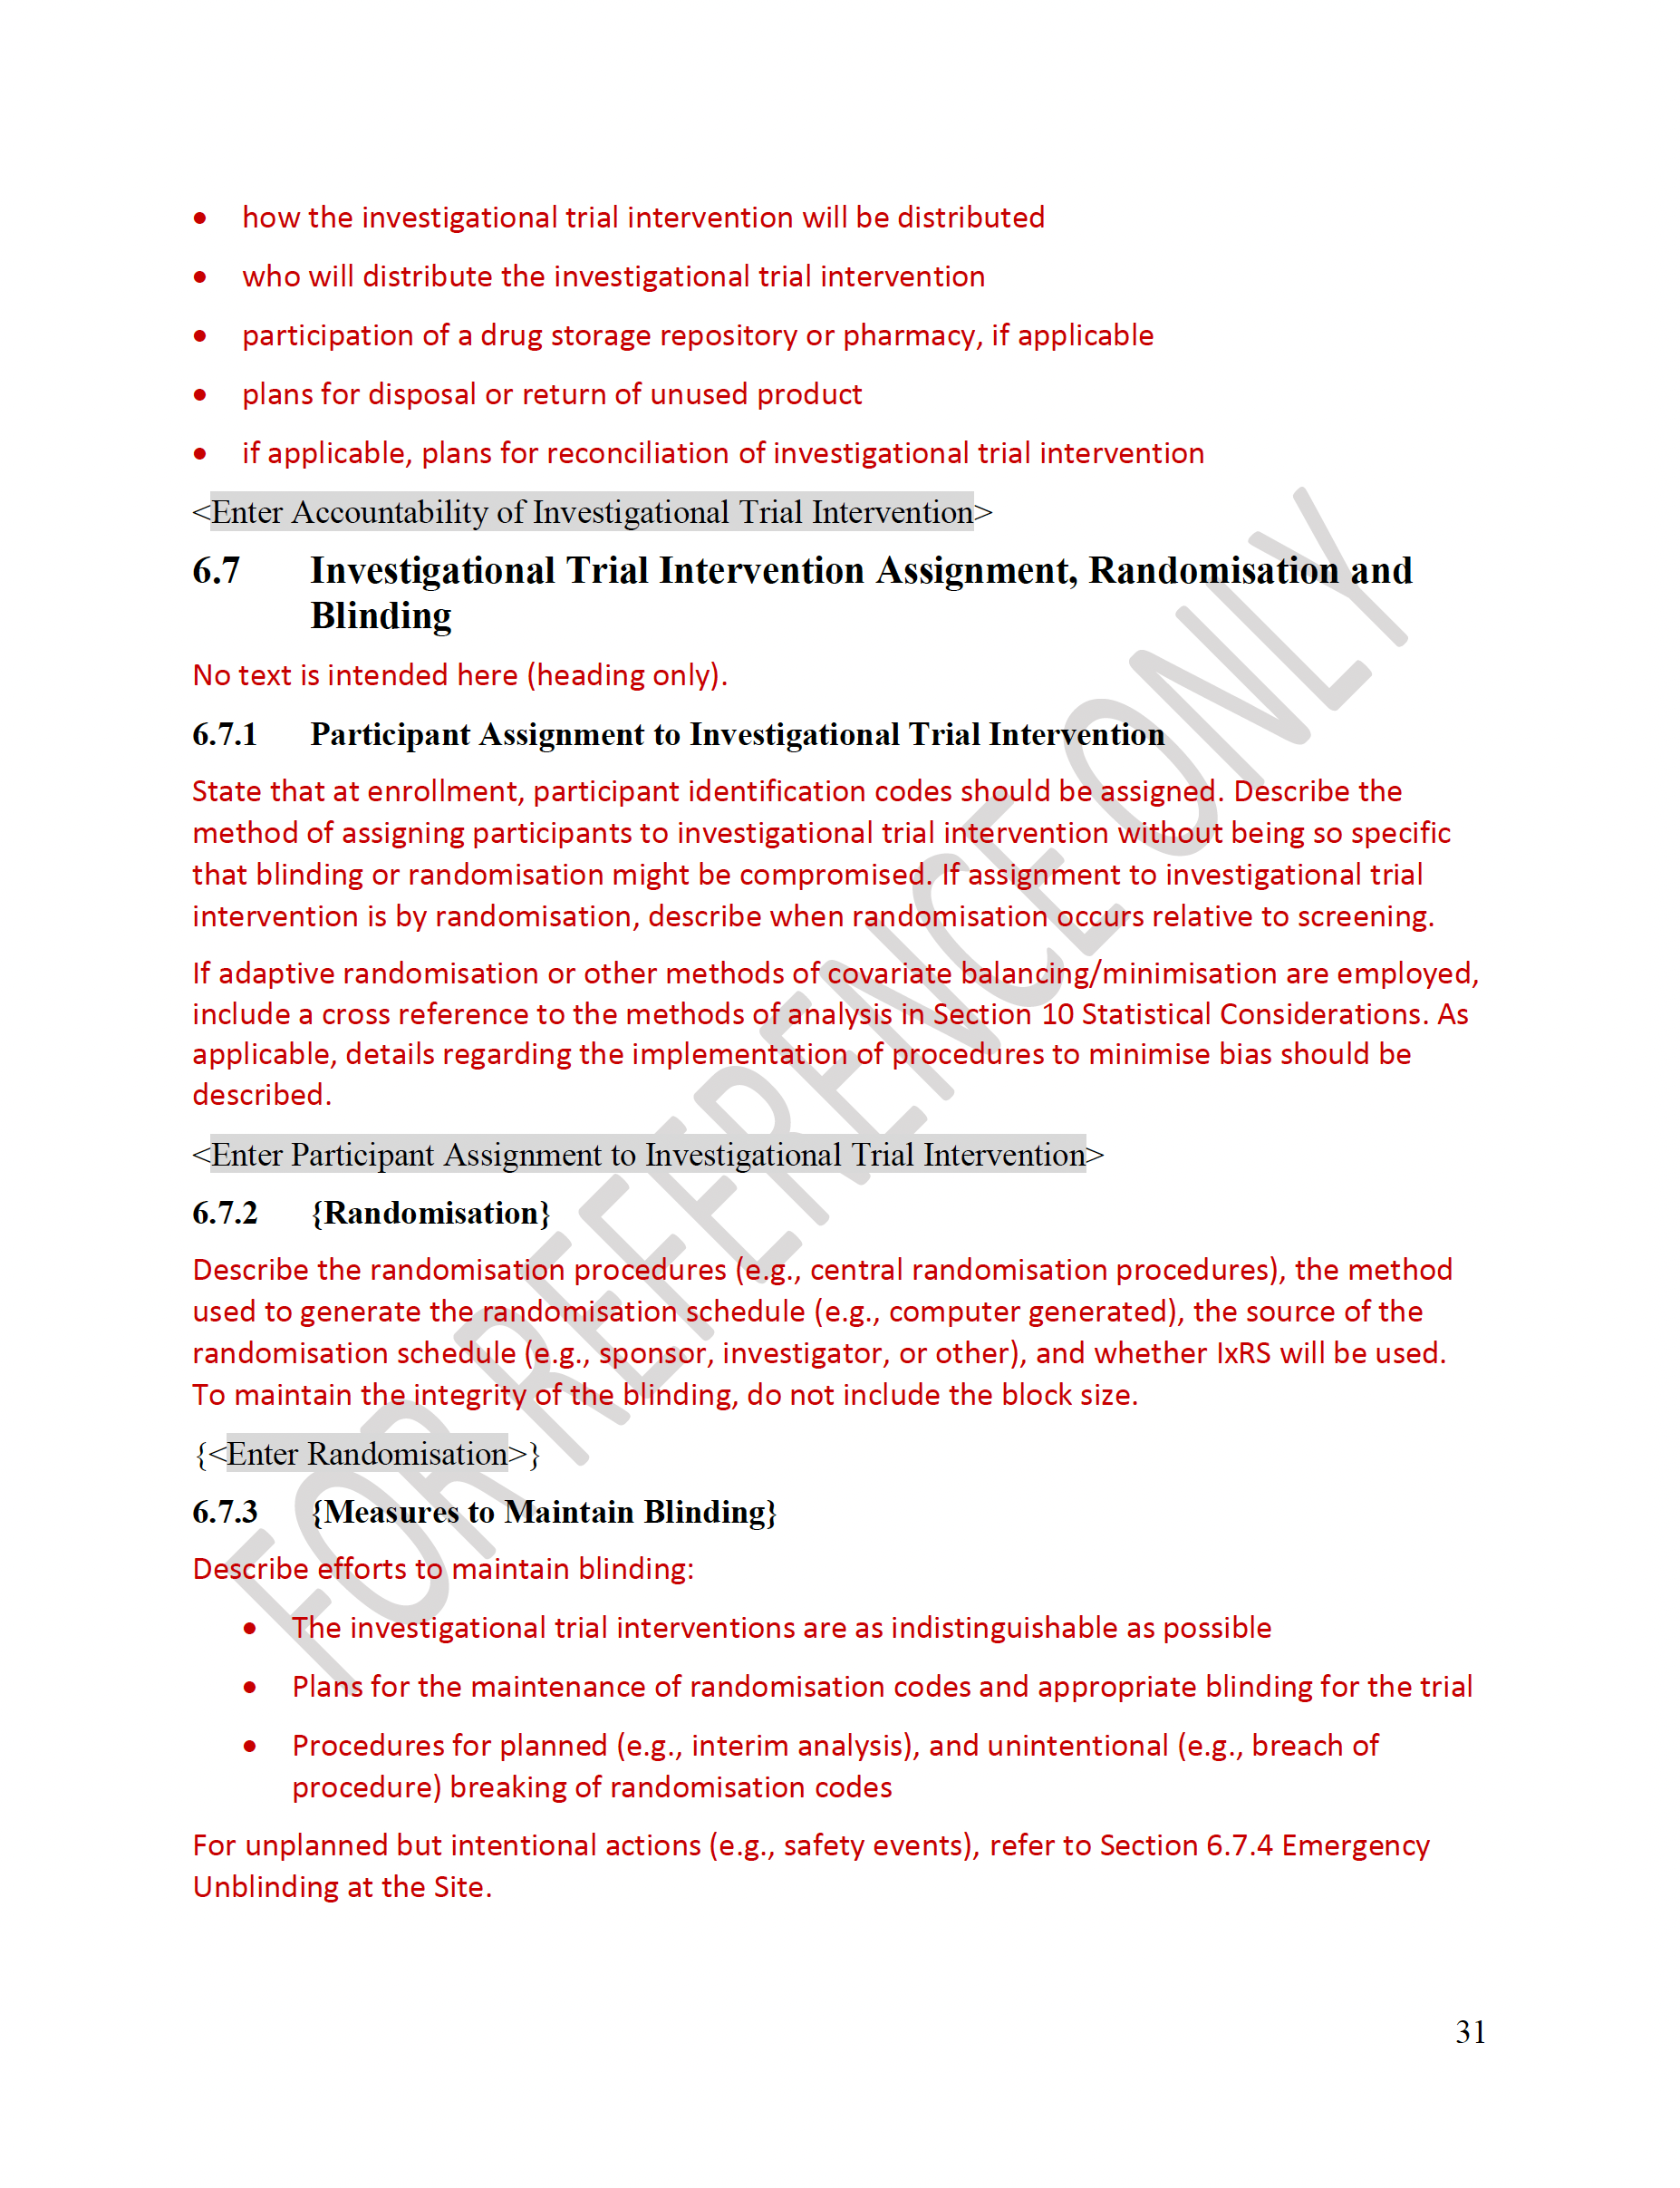 • how the investigational trial intervention will be distributed
• who will distribute the investigational trial intervention
• participation of a drug storage repository or pharmacy, if applicable
• plans for disposal or return of unused product
• if applicable, plans for reconciliation of investigational trial intervention
<Enter Accountability of Investigational Trial Intervention>
6.7 Investigational Trial Intervention Assignment, Randomisation and
Blinding
No text is intended here (heading only).
6.7.1 Participant Assignment to Investigational Trial Intervention
State that at enrollment, participant identification codes should be assigned. Describe the
method of assigning participants to investigational trial intervention without being so specific
that blinding or randomisation might be compromised. If assignment to investigational trial
intervention is by randomisation, describe when randomisation occurs relative to screening.
If adaptive randomisation or other methods of covariate balancing/minimisation are employed,
include a cross reference to the methods of analysis in Section 10 Statistical Considerations. As
applicable, details regarding the implementation of procedures to minimise bias should be
described.
<Enter Participant Assignment to Investigational Trial Intervention>
6.7.2 {Randomisation}
Describe the randomisation procedures (e.g., central randomisation procedures), the method
used to generate the randomisation schedule (e.g., computer generated), the source of the
randomisation schedule (e.g., sponsor, investigator, or other), and whether IxRS will be used.
To maintain the integrity of the blinding, do not include the block size.
{<Enter Randomisation>}
6.7.3 {Measures to Maintain Blinding}
Describe efforts to maintain blinding:
• The investigational trial interventions are as indistinguishable as possible
• Plans for the maintenance of randomisation codes and appropriate blinding for the trial
• Procedures for planned (e.g., interim analysis), and unintentional (e.g., breach of
procedure) breaking of randomisation codes
For unplanned but intentional actions (e.g., safety events), refer to Section 6.7.4 Emergency
Unblinding at the Site.
31
FOR REFERENCE ONLY